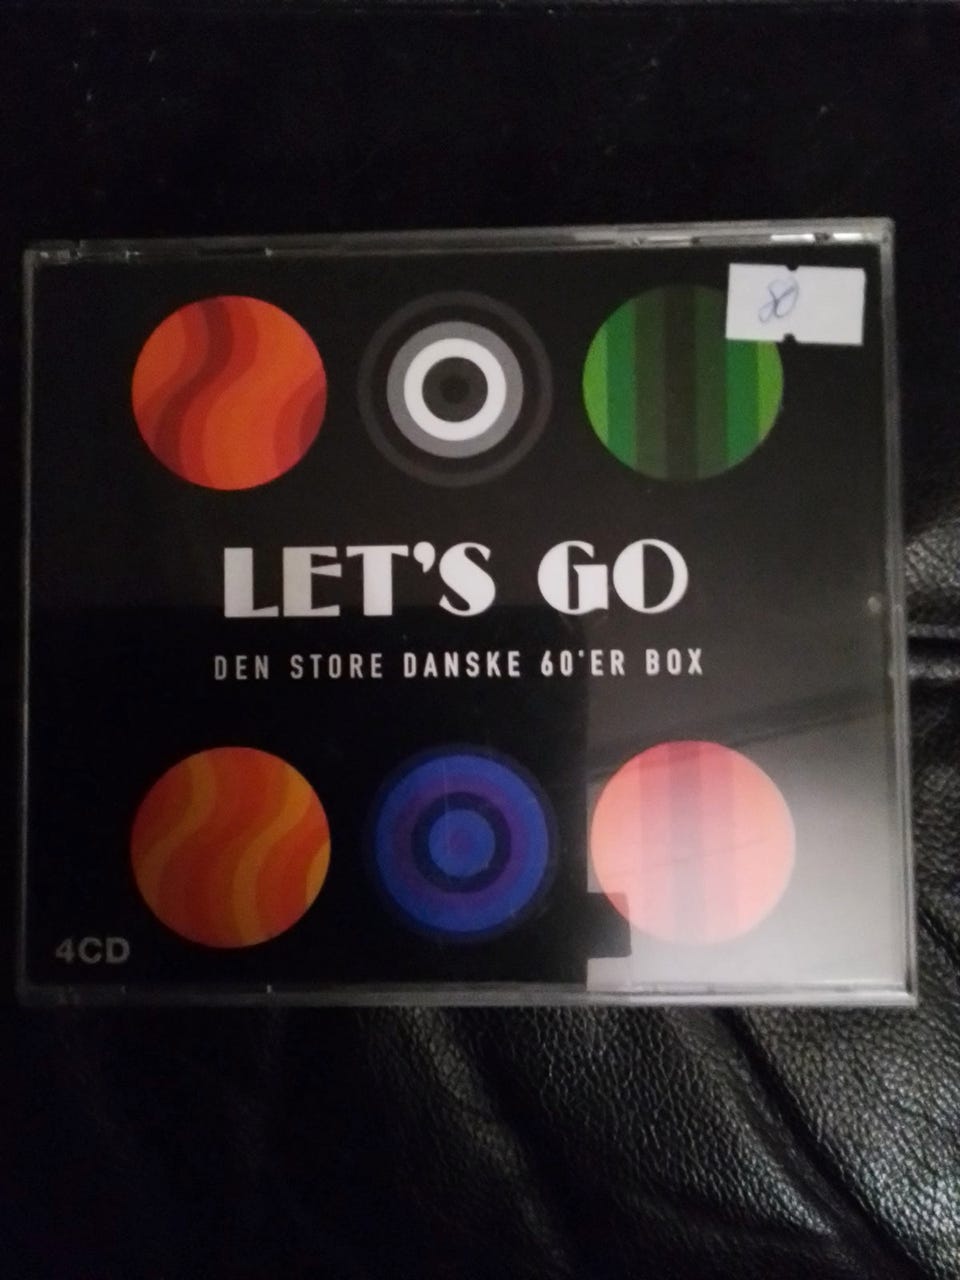 80
LET'S GO
DEN STORE DANSKE 60'ER BOX
4CD